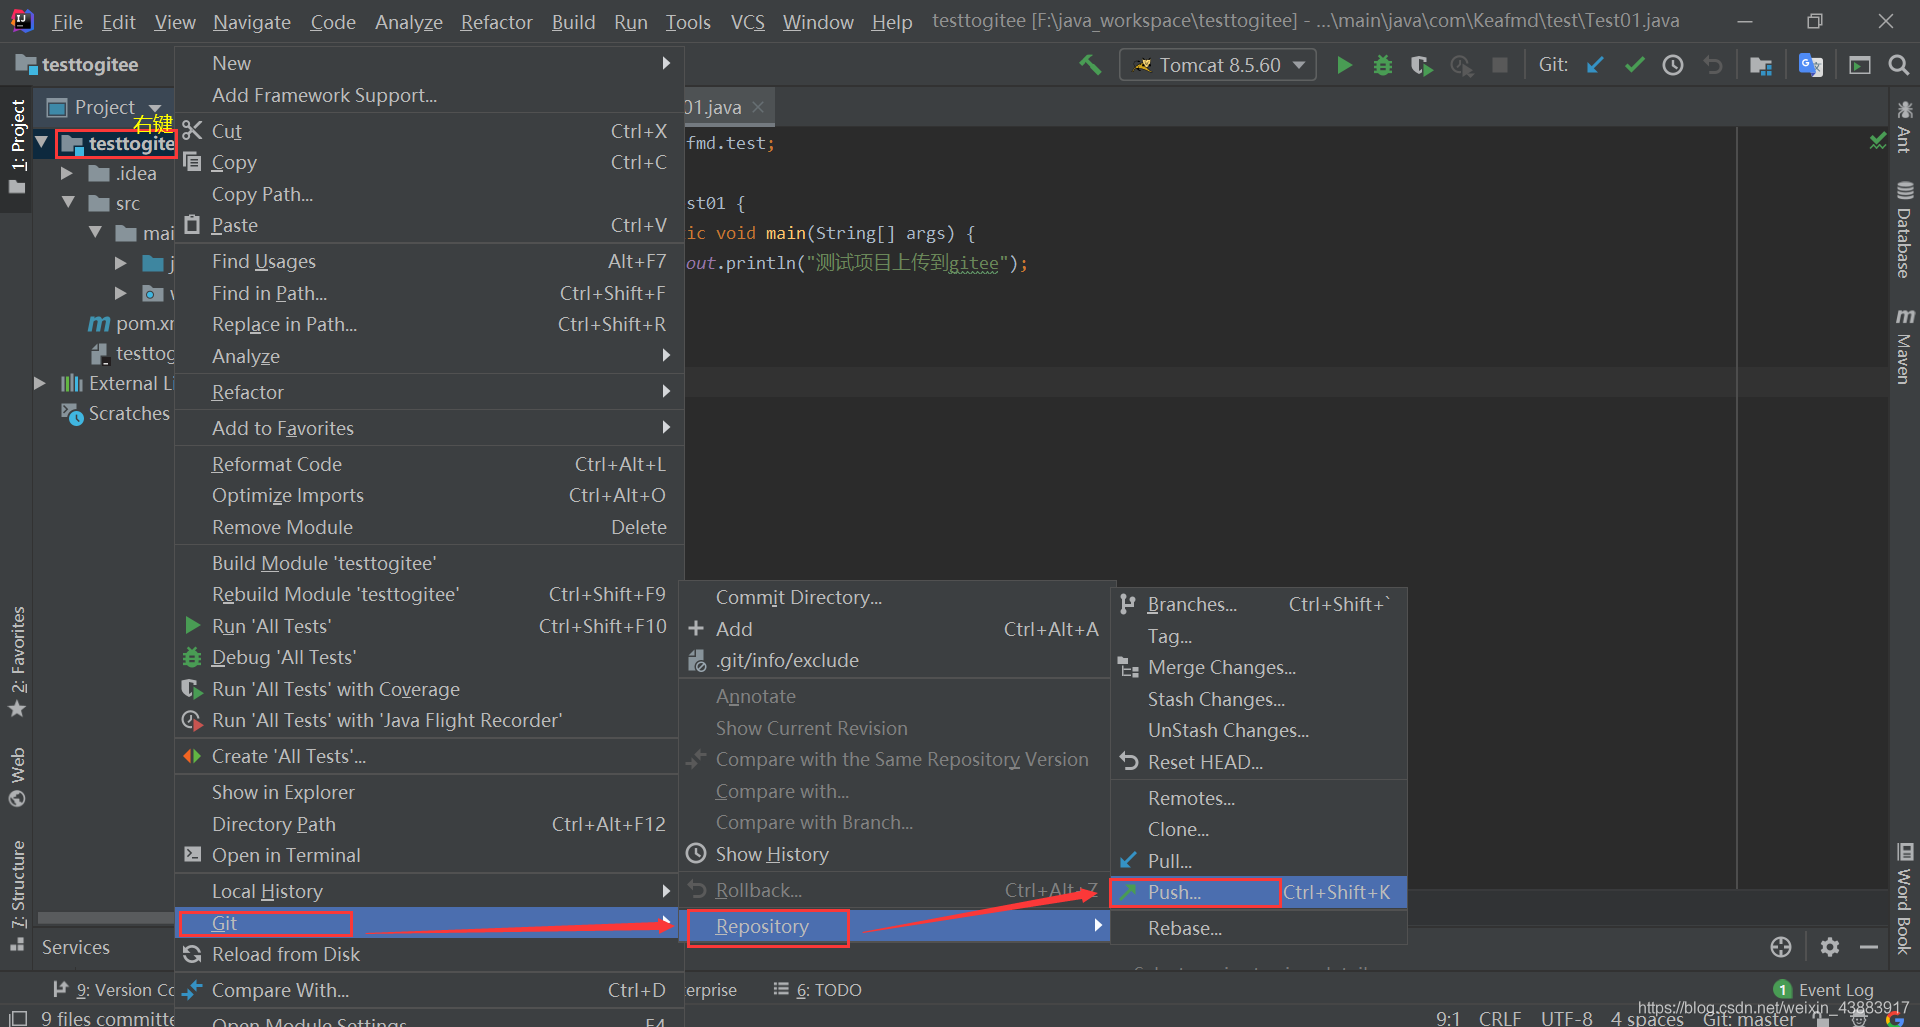 File Edit View Navigate Code Analyze Refactor Build Run Tools VCS Window Help testtogitee [F:\java_workspace\testtogitee] - ...\main\java\com\Keafmd\test\Test01.java
testtogitee
Tomcat 8.5.60
Git:
1: Project
2: Favorites
Web
7: Structure
Project
右键
testtogite
.idea
src
mai
j
pom.xm
testtog
External Li
Scratches
Services
9: Version Co
9 files committe
New
Add Framework Support...
Cut Ctrl+X
Copy Ctrl+C
Copy Path...
Paste Ctrl+V
Find Usages Alt+F7
Find in Path... Ctrl+Shift+F
Replace in Path... Ctrl+Shift+R
Analyze
Refactor
Add to Favorites
Reformat Code Ctrl+Alt+L
Optimize Imports Ctrl+Alt+O
Remove Module Delete
Build Module 'testtogitee'
Rebuild Module 'testtogitee' Ctrl+Shift+F9
Run 'All Tests' Ctrl+Shift+F10
Debug 'All Tests'
Run 'All Tests' with Coverage
Run 'All Tests' with 'Java Flight Recorder'
Create 'All Tests'...
Show in Explorer
Directory Path Ctrl+Alt+F12
Open in Terminal
Local History
Git
Reload from Disk
Compare With... Ctrl+D
Open Module Settings F4
01.java
fmd.test;
st01 {
ic void main(String[] args) {
out.println("测试项目上传到gitee");
Commit Directory...
Add Ctrl+Alt+A
.git/info/exclude
Annotate
Show Current Revision
Compare with the Same Repository Version
Compare with...
Compare with Branch...
Show History
Rollback... Ctrl+Alt+Z
Repository
Branches... Ctrl+Shift+`
Tag...
Merge Changes...
Stash Changes...
UnStash Changes...
Reset HEAD...
Remotes...
Clone...
Pull...
Push... Ctrl+Shift+K
Rebase...
Ant
Database
Maven
Word Book
erprise
6: TODO
1 Event Log
https://blog.csdn.net/weixin_43883917
9:1 CRLF UTF-8 4 spaces Git: master